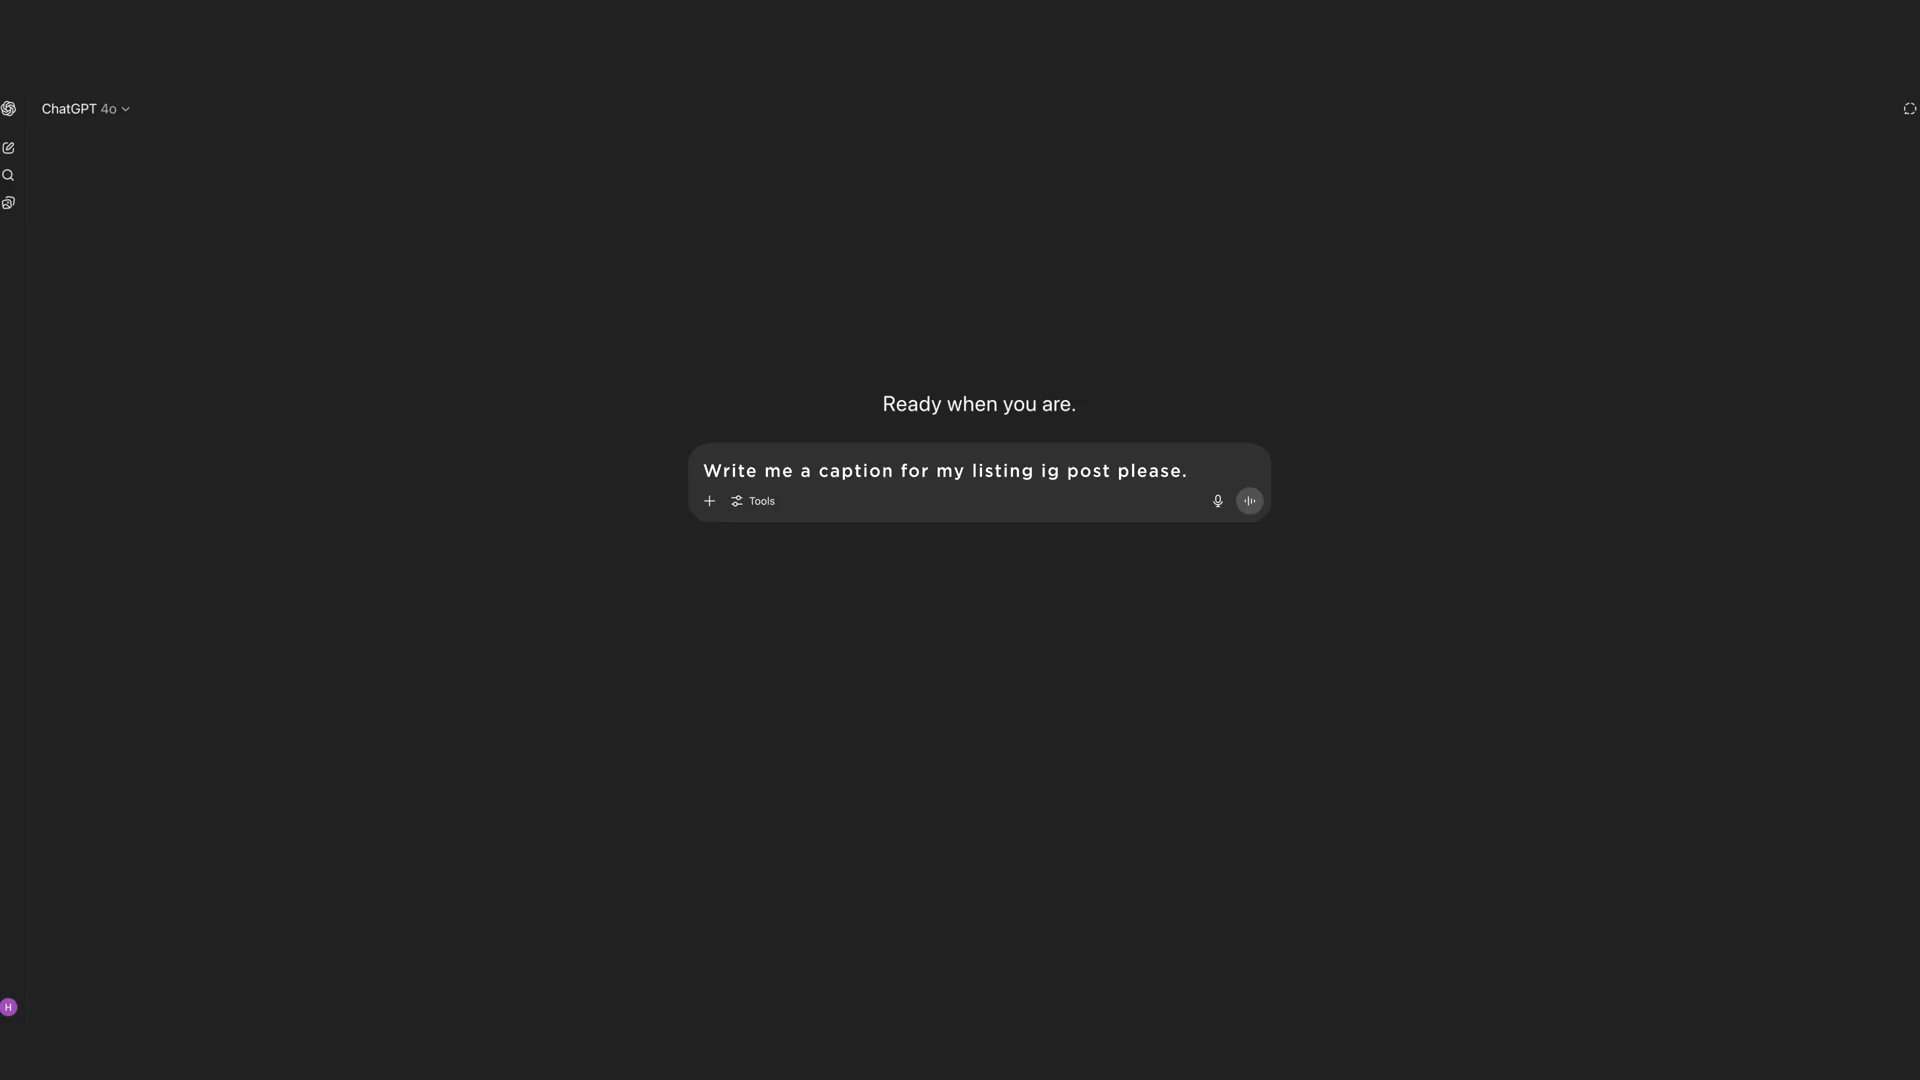 ChatGPT 4o
Ready when you are.
Write me a caption for my listing ig post please.
Tools
H